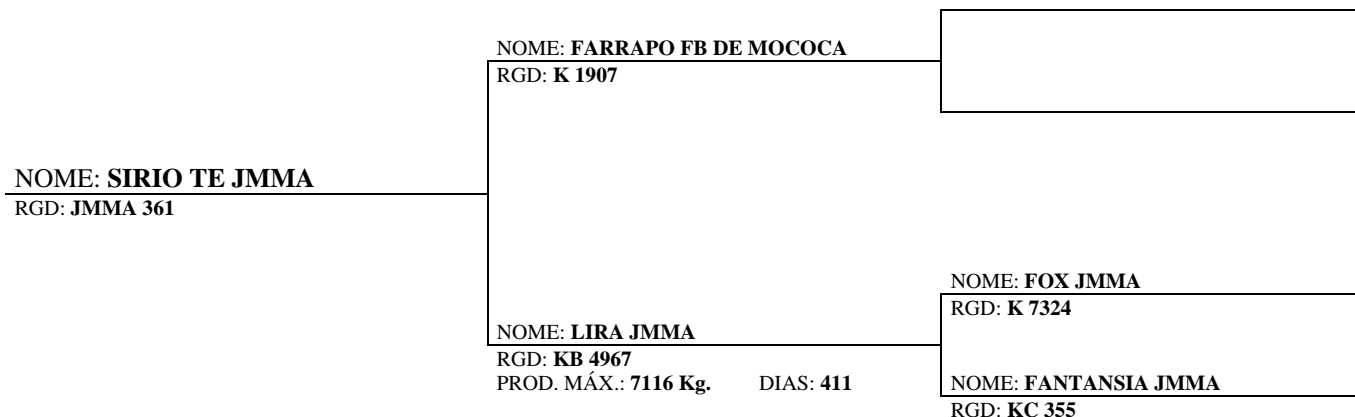 NOME: FARRAPO FB DE MOCOCA
RGD: K 1907
NOME: SIRIO TE JMMA
RGD: JMMA 361
NOME: FOX JMMA
RGD: K 7324
NOME: LIRA JMMA
RGD: KB 4967
PROD. MÁX.: 7116 Kg. DIAS: 411
NOME: FANTANSIA JMMA
RGD: KC 355